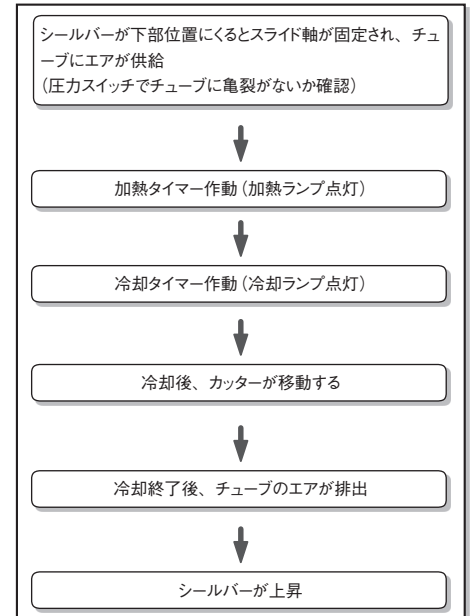 シールバーが下部位置にくるとスライド軸が固定され、チュ
ーブにエアが供給
(圧力スイッチでチューブに亀裂がないか確認)
加熱タイマー作動(加熱ランプ点灯)
冷却タイマー作動(冷却ランプ点灯)
冷却後、カッターが移動する
冷却終了後、チューブのエアが排出
シールバーが上昇